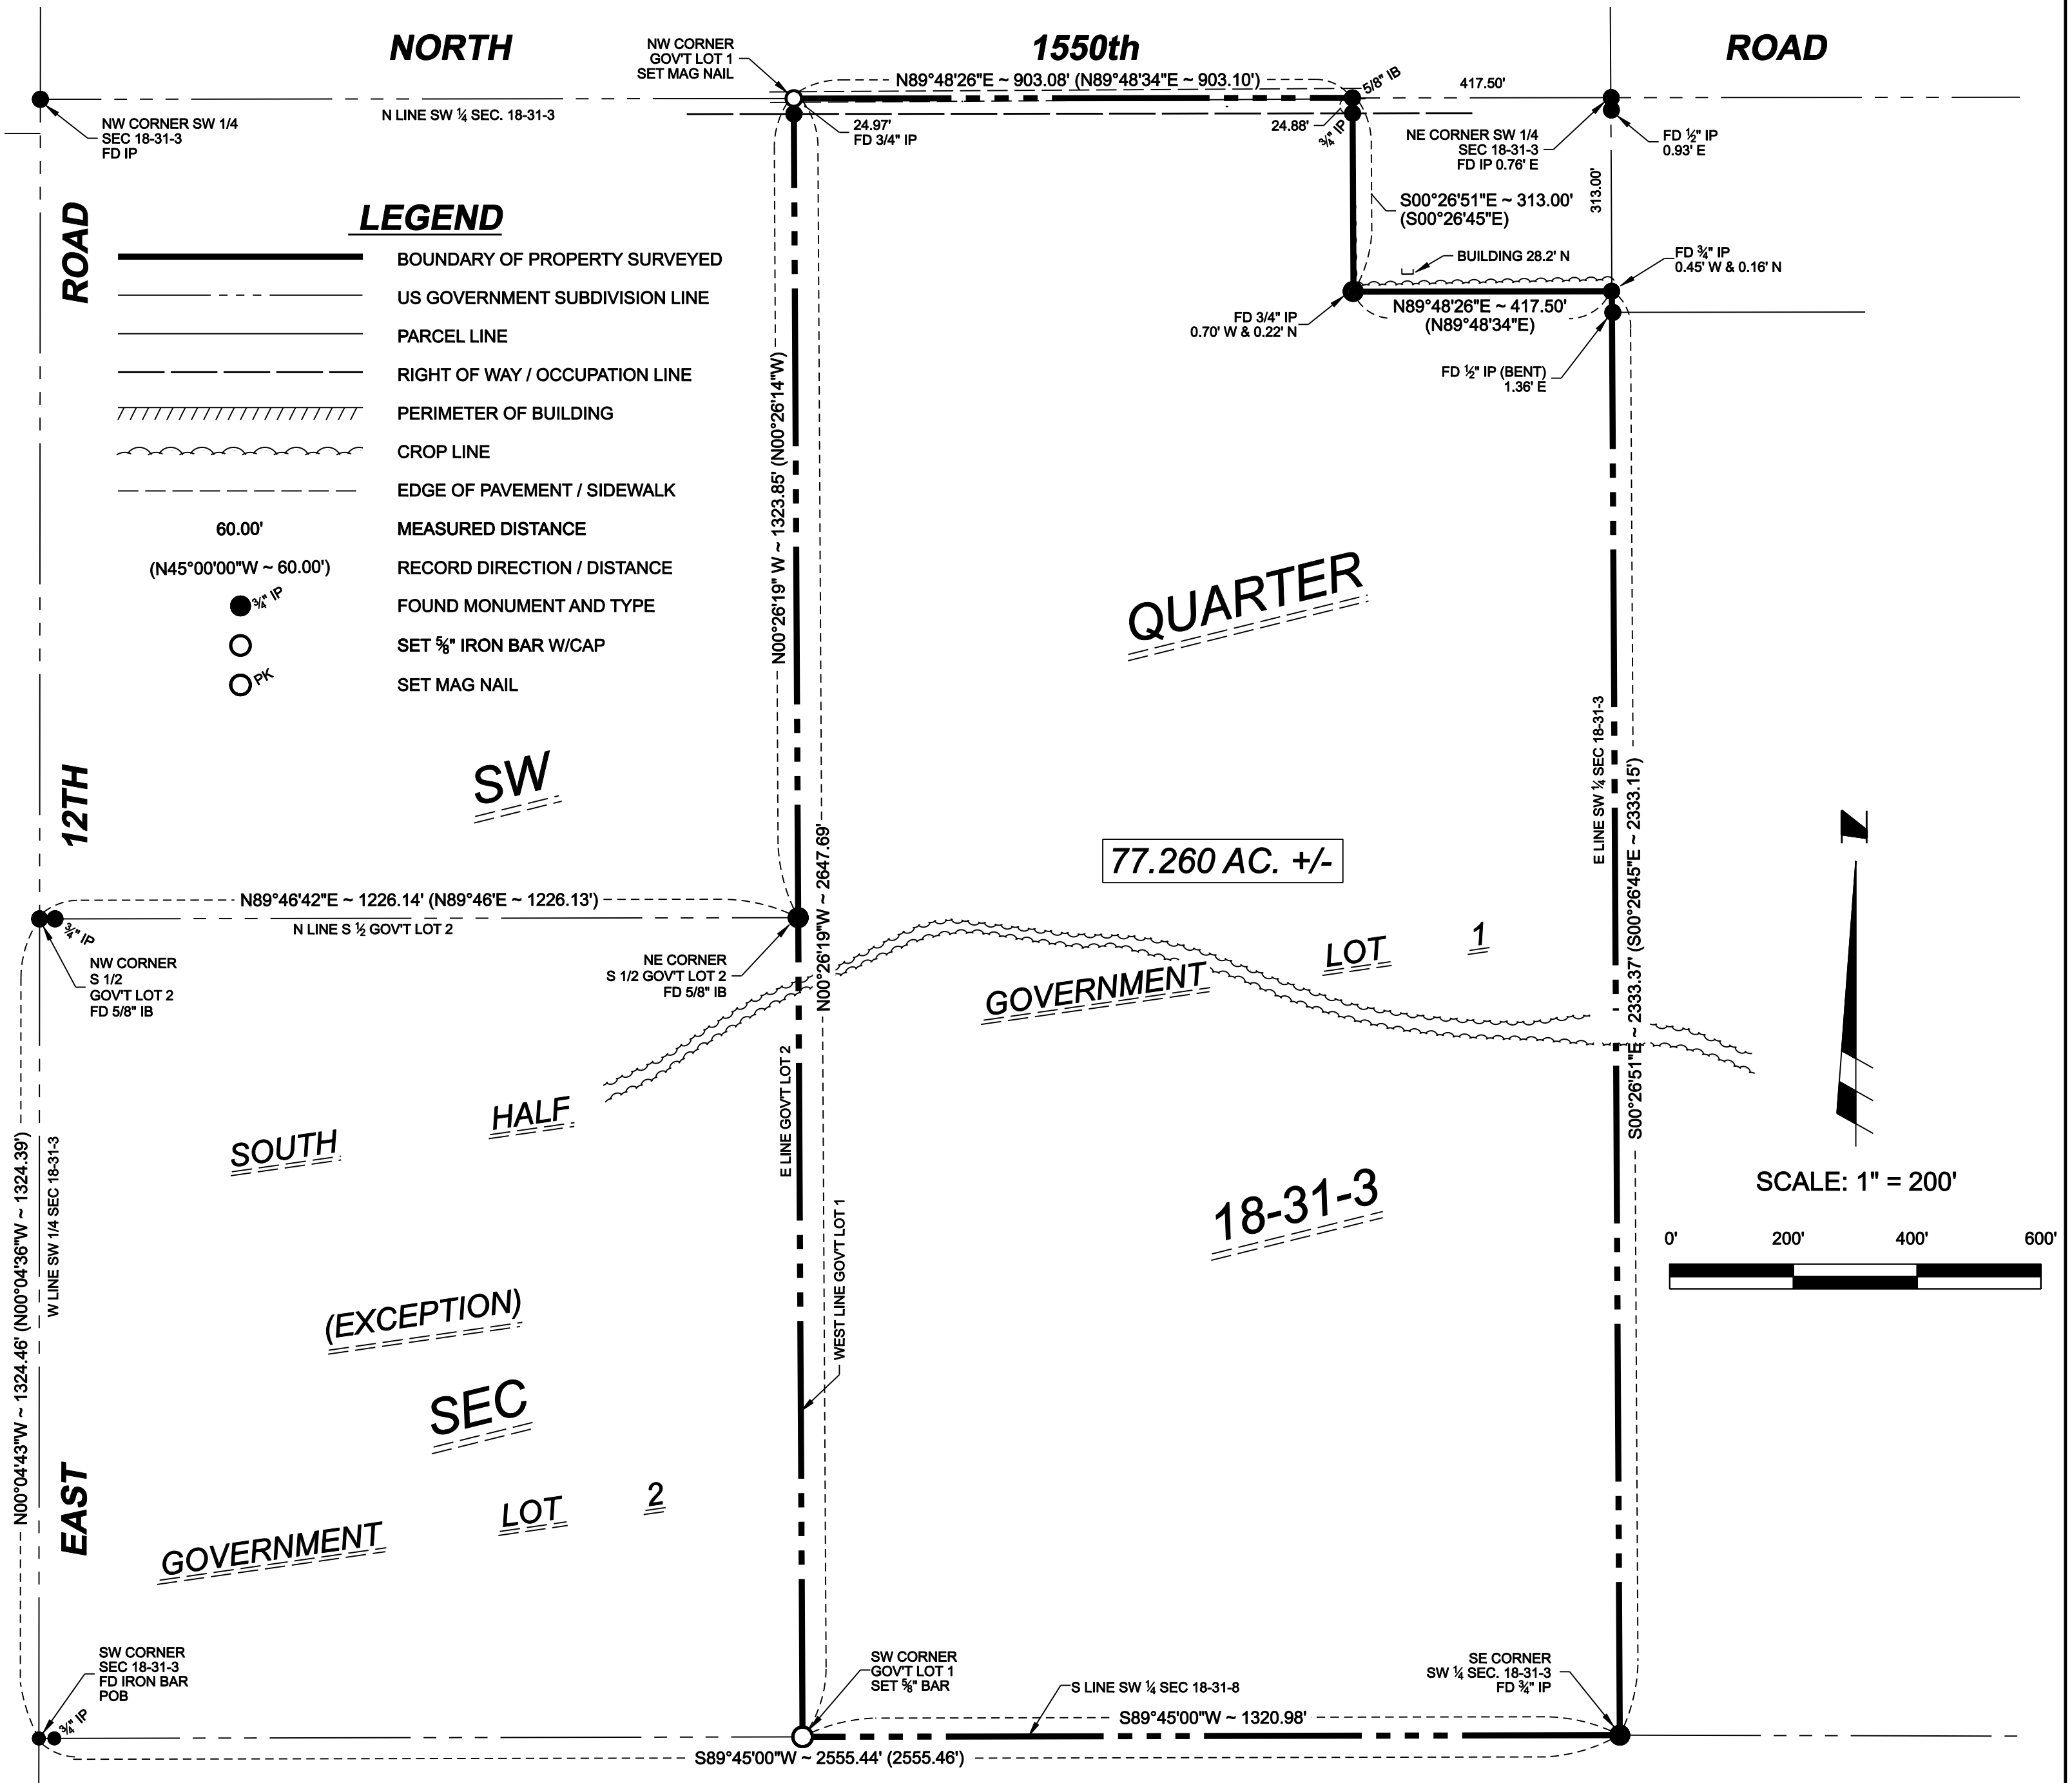 NORTH
1550th
ROAD
NW CORNER
GOV'T LOT 1
SET MAG NAIL
N89°48'26"E ~ 903.08' (N89°48'34"E ~ 903.10')
5/8" IB
417.50'
NW CORNER SW 1/4
SEC 18-31-3
FD IP
N LINE SW ¼ SEC. 18-31-3
24.97'
FD 3/4" IP
24.88'
¾" IP
NE CORNER SW 1/4
SEC 18-31-3
FD IP 0.76' E
FD ½" IP
0.93' E
313.00'
S00°26'51"E ~ 313.00'
(S00°26'45"E)
BUILDING 28.2' N
FD ¾" IP
0.45' W & 0.16' N
FD 3/4" IP
0.70' W & 0.22' N
N89°48'26"E ~ 417.50'
(N89°48'34"E)
FD ½" IP (BENT)
1.36' E
ROAD
LEGEND
BOUNDARY OF PROPERTY SURVEYED
US GOVERNMENT SUBDIVISION LINE
PARCEL LINE
RIGHT OF WAY / OCCUPATION LINE
PERIMETER OF BUILDING
CROP LINE
EDGE OF PAVEMENT / SIDEWALK
60.00' MEASURED DISTANCE
(N45°00'00"W ~ 60.00') RECORD DIRECTION / DISTANCE
¾" IP FOUND MONUMENT AND TYPE
SET ⅝" IRON BAR W/CAP
PK SET MAG NAIL
N00°26'19" W ~ 1323.85' (N00°26'14"W)
QUARTER
SW
12TH
E LINE SW ¼ SEC 18-31-3
S00°26'51"E ~ 2333.37' (S00°26'45"E ~ 2333.15')
77.260 AC. +/-
N
N00°26'19"W ~ 2647.69'
N89°46'42"E ~ 1226.14' (N89°46'E ~ 1226.13')
N LINE S ½ GOV'T LOT 2
¾" IP
NW CORNER
S 1/2
GOV'T LOT 2
FD 5/8" IB
NE CORNER
S 1/2 GOV'T LOT 2
FD 5/8" IB
GOVERNMENT
LOT
1
E LINE GOV'T LOT 2
SOUTH
HALF
N00°04'43"W ~ 1324.46' (N00°04'36"W ~ 1324.39')
W LINE SW 1/4 SEC 18-31-3
18-31-3
SCALE: 1" = 200'
0' 200' 400' 600'
WEST LINE GOV'T LOT 1
(EXCEPTION)
SEC
EAST
GOVERNMENT
LOT
2
SW CORNER
SEC 18-31-3
FD IRON BAR
POB
¾" IP
SW CORNER
GOV'T LOT 1
SET ⅝" BAR
S LINE SW ¼ SEC 18-31-8
SE CORNER
SW ¼ SEC. 18-31-3
FD ¾" IP
S89°45'00"W ~ 1320.98'
S89°45'00"W ~ 2555.44' (2555.46')